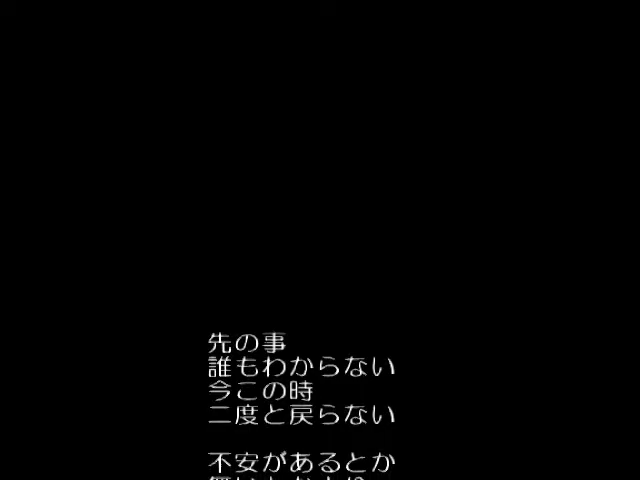 先の事
誰もわからない
今この時
二度と戻らない
不安があるとか